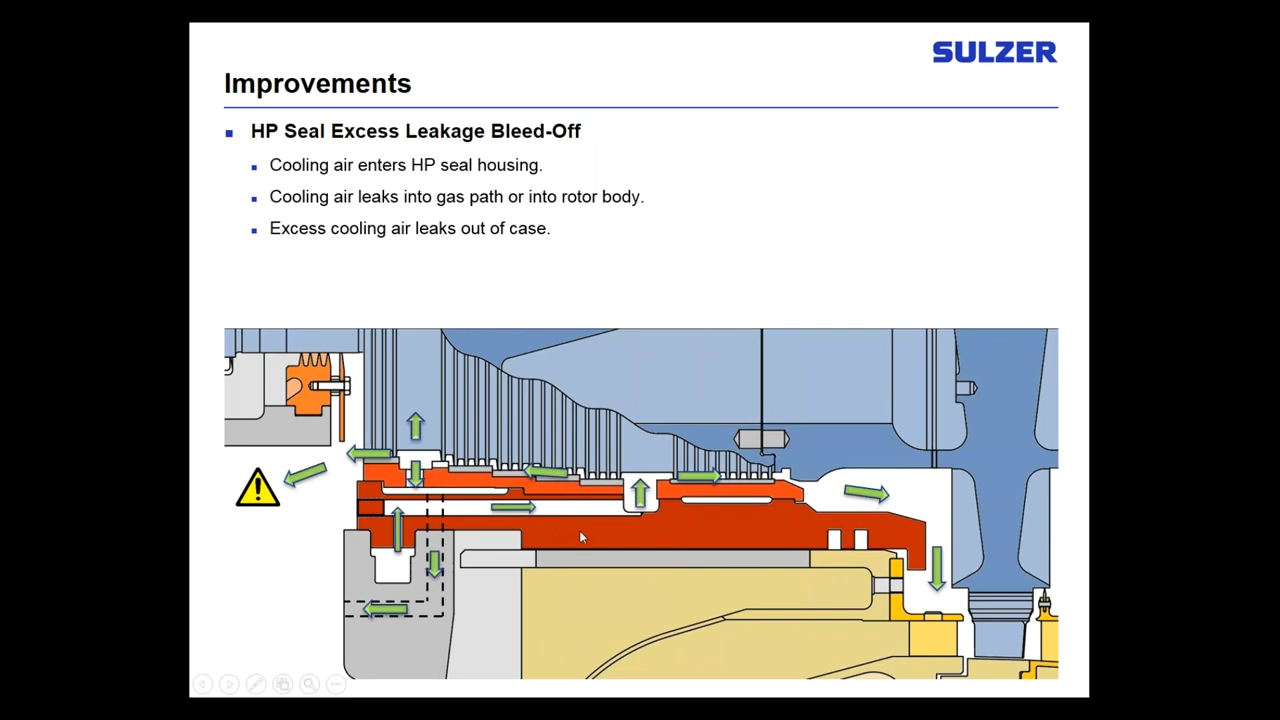 SULZER
Improvements
HP Seal Excess Leakage Bleed-Off
Cooling air enters HP seal housing.
Cooling air leaks into gas path or into rotor body.
Excess cooling air leaks out of case.